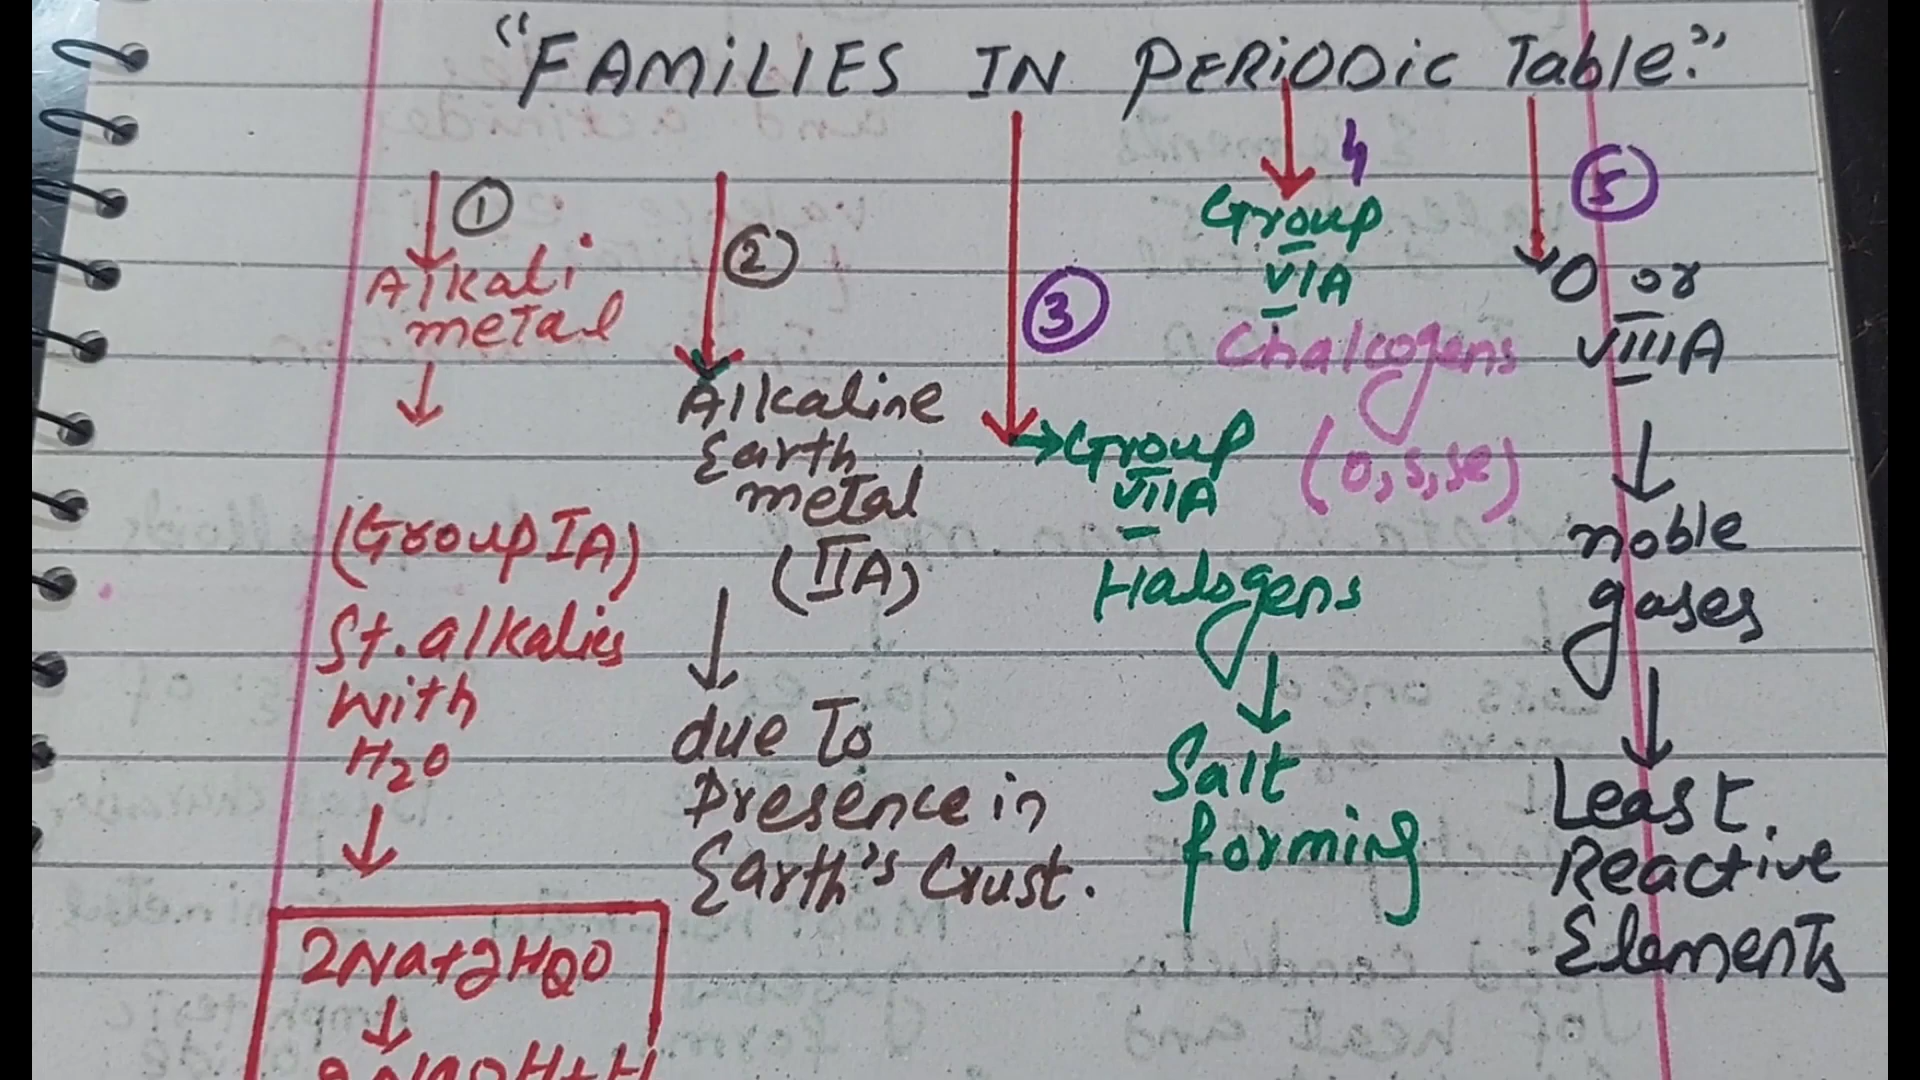 "FAMILIES IN PERIODIC Table."
①
Alkali
metal
(Group IA)
St. alkalies
with
H2O
2Na+2H2O
2NaOH+H
②
Alkaline
Earth
metal
(IIA)
due To
Presence in
Earth's Crust.
③
Group
VIIA
Halogens
Salt
forming
4
Group
VIA
Chalcogens
(O,S,Se)
⑤
O or
VIIIA
noble
gases
Least
Reactive
Elements